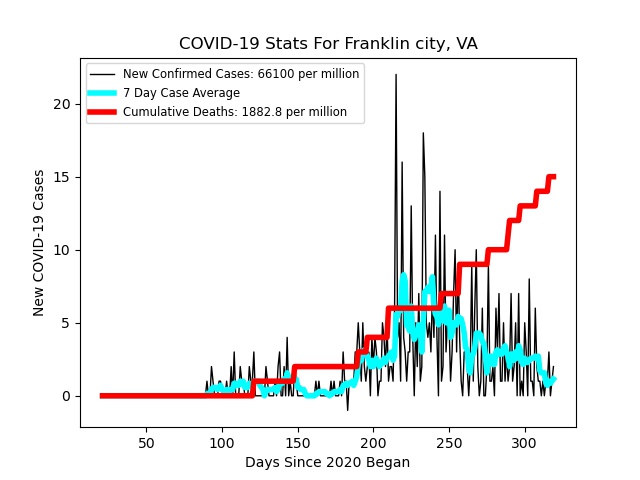 COVID-19 Stats For Franklin city, VA
New Confirmed Cases: 66100 per million
7 Day Case Average
Cumulative Deaths: 1882.8 per million
New COVID-19 Cases
20
15
10
5
0
50 100 150 200 250 300
Days Since 2020 Began